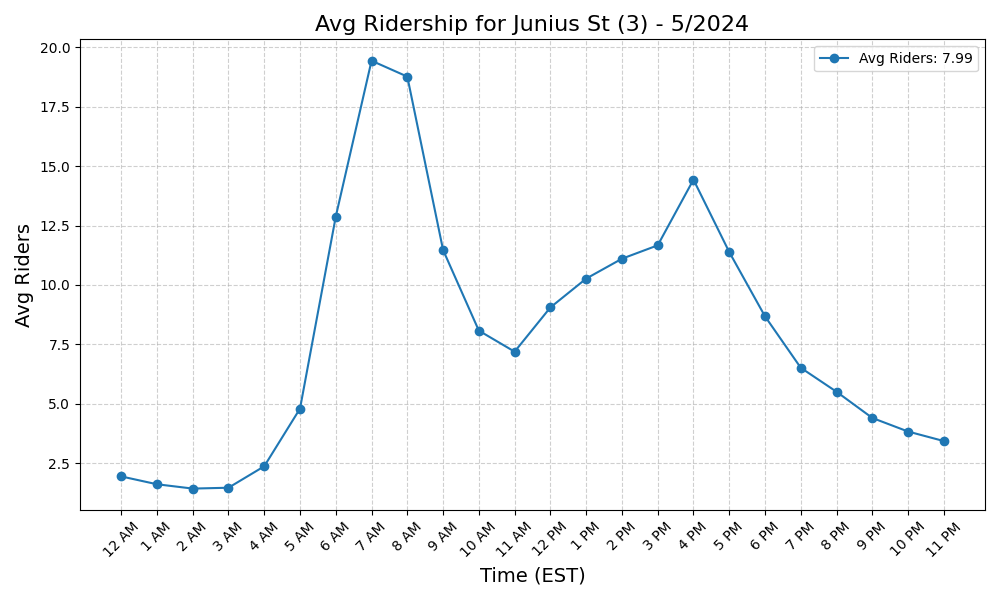 Avg Ridership for Junius St (3) - 5/2024
Avg Riders: 7.99
Avg Riders
20.0
17.5
15.0
12.5
10.0
7.5
5.0
2.5
12 AM
1 AM
2 AM
3 AM
4 AM
5 AM
6 AM
7 AM
8 AM
9 AM
10 AM
11 AM
12 PM
1 PM
2 PM
3 PM
4 PM
5 PM
6 PM
7 PM
8 PM
9 PM
10 PM
11 PM
Time (EST)